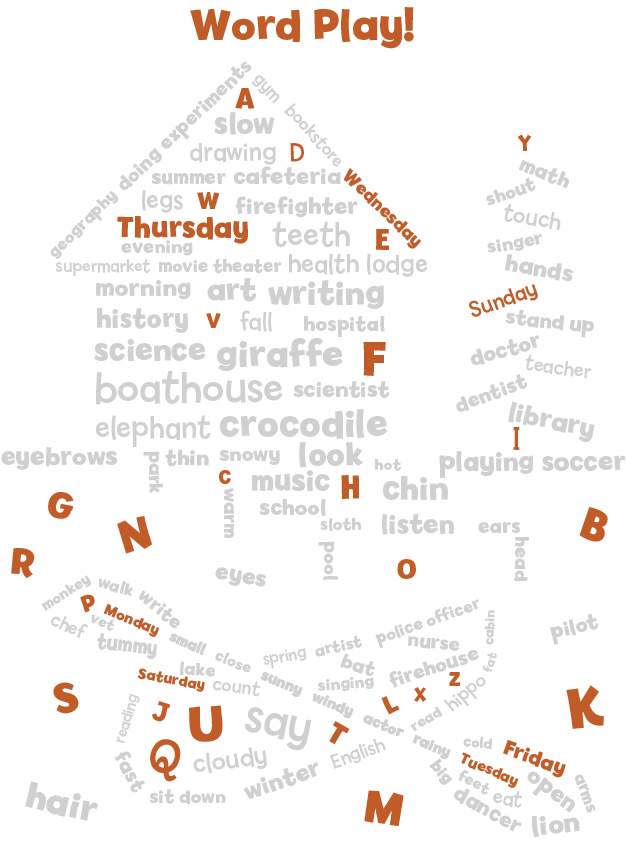 Word Play!
geography doing experiments
gym
bookstore
A
slow
drawing D
summer cafeteria
Wednesday
legs W firefighter
Thursday teeth E
evening
supermarket movie theater health lodge
morning art writing
history V fall hospital
science giraffe F
boathouse scientist
elephant crocodile
eyebrows park thin snowy look hot
Y
math
shout
touch
singer
hands
Sunday
stand up
doctor
teacher
dentist
library
I
playing soccer
C music H chin
warm school
sloth listen ears
pool
head
G
N
B
R
eyes
O
monkey walk write
P Monday
chef vet
tummy small
close spring artist police officer
cabin
nurse
pilot
lake
bat
firehouse fat
Saturday count sunny singing
windy
L X Z
hippo
read
actor
S
reading
J U say T
K
Q cloudy English
rainy cold Friday
Tuesday
big feet eat open arms
fast
sit down winter
dancer lion
hair
M